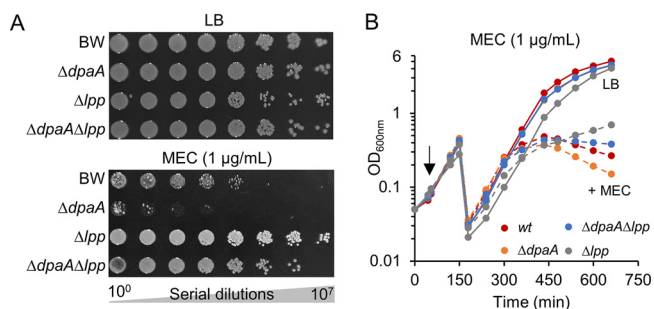 A
LB
BW
ΔdpaA
Δlpp
ΔdpaAΔlpp
MEC (1 µg/mL)
BW
ΔdpaA
Δlpp
ΔdpaAΔlpp
10⁰ Serial dilutions 10⁷
B
MEC (1 µg/mL)
OD600nm
6
1
0.1
0.01
LB
+ MEC
wt
ΔdpaAΔlpp
ΔdpaA
Δlpp
0 150 300 450 600 750
Time (min)